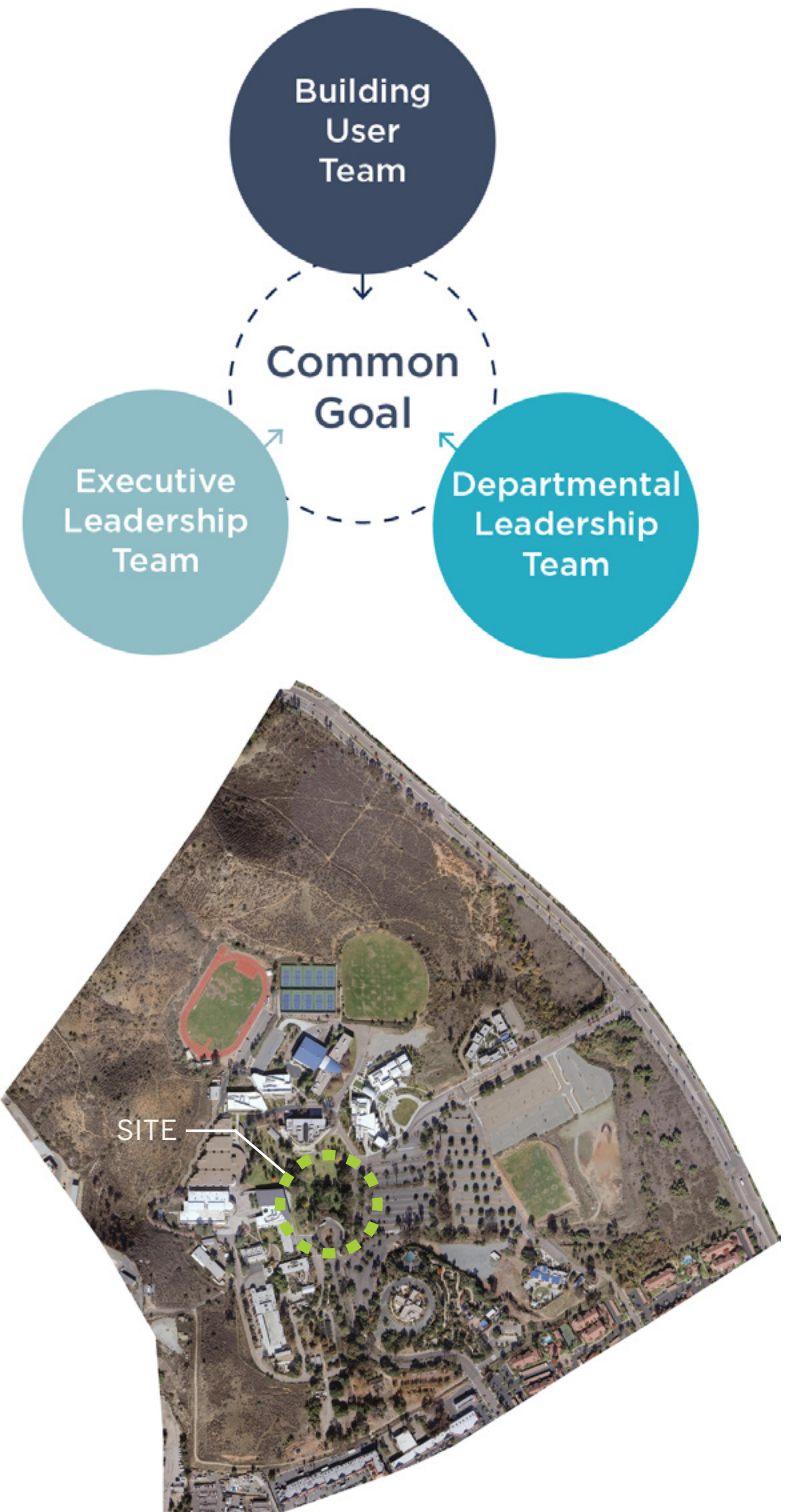 Building
User
Team
Common
Goal
Executive
Leadership
Team
Departmental
Leadership
Team
SITE